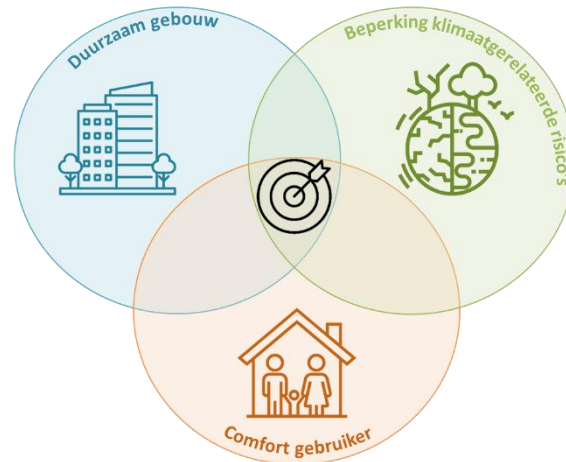 Duurzaam gebouw
Beperking klimaatgerelateerde risico's
Comfort gebruiker